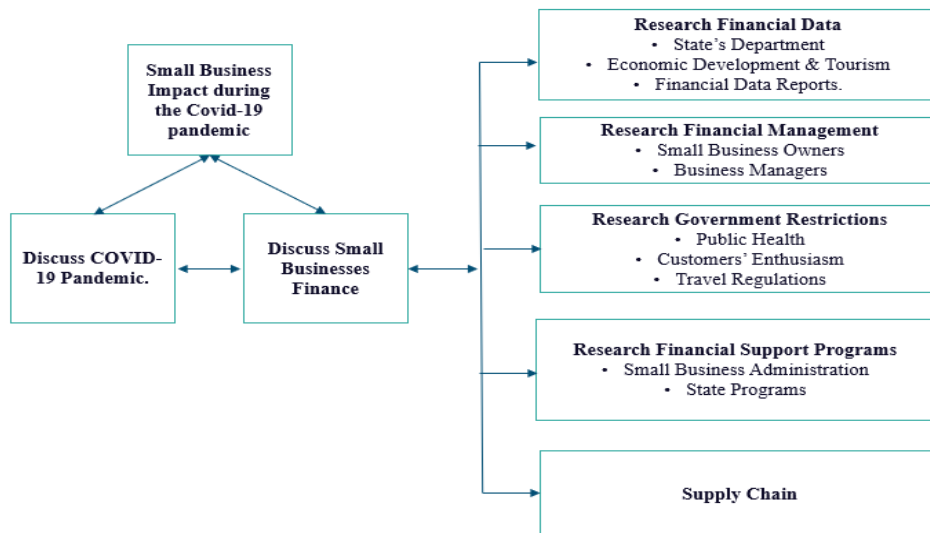 Small Business
Impact during
the Covid-19
pandemic
Discuss COVID-
19 Pandemic.
Discuss Small
Businesses
Finance
Research Financial Data
• State's Department
• Economic Development & Tourism
• Financial Data Reports.
Research Financial Management
• Small Business Owners
• Business Managers
Research Government Restrictions
• Public Health
• Customers' Enthusiasm
• Travel Regulations
Research Financial Support Programs
• Small Business Administration
• State Programs
Supply Chain